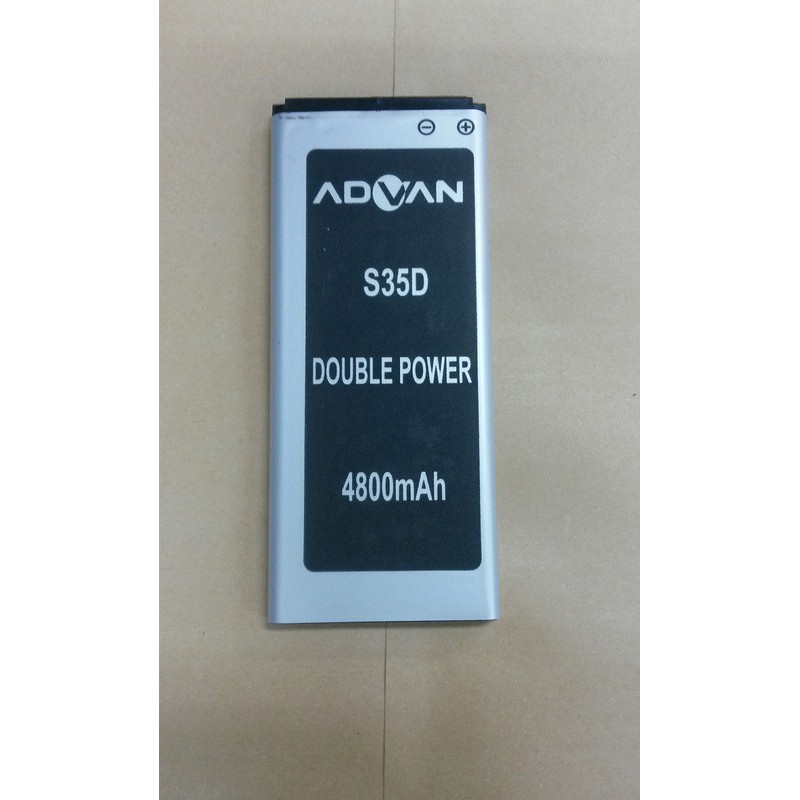 ⊖ ⊕
ADVAN
S35D
DOUBLE POWER
4800mAh